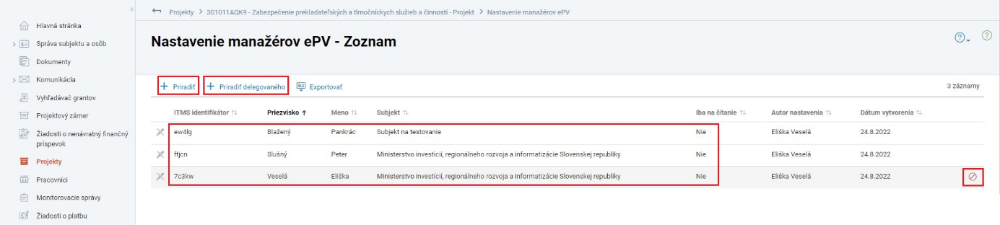 «
Hlavná stránka
Správa subjektu a osôb
Dokumenty
Komunikácia
Vyhľadávač grantov
Projektový zámer
Žiadosti o nenávratný finančný
príspevok
Projekty
Pracovníci
Monitorovacie správy
Žiadosti o platbu
Projekty > 301011AQK9 - Zabezpečenie prekladateľských a tlmočníckych služieb a činností - Projekt > Nastavenie manažérov ePV
Nastavenie manažérov ePV - Zoznam
+ Priradiť + Priradiť delegovaného XLS Exportovať 3 záznamy
ITMS identifikátor Priezvisko Meno Subjekt Iba na čítanie Autor nastavenia Dátum vytvorenia
ew4lg Blažený Pankrác Subjekt na testovanie Nie Eliška Veselá 24.8.2022
ftjcn Slušný Peter Ministerstvo investícií, regionálneho rozvoja a informatizácie Slovenskej republiky Nie Eliška Veselá 24.8.2022
7c3kw Veselá Eliška Ministerstvo investícií, regionálneho rozvoja a informatizácie Slovenskej republiky Nie Eliška Veselá 24.8.2022